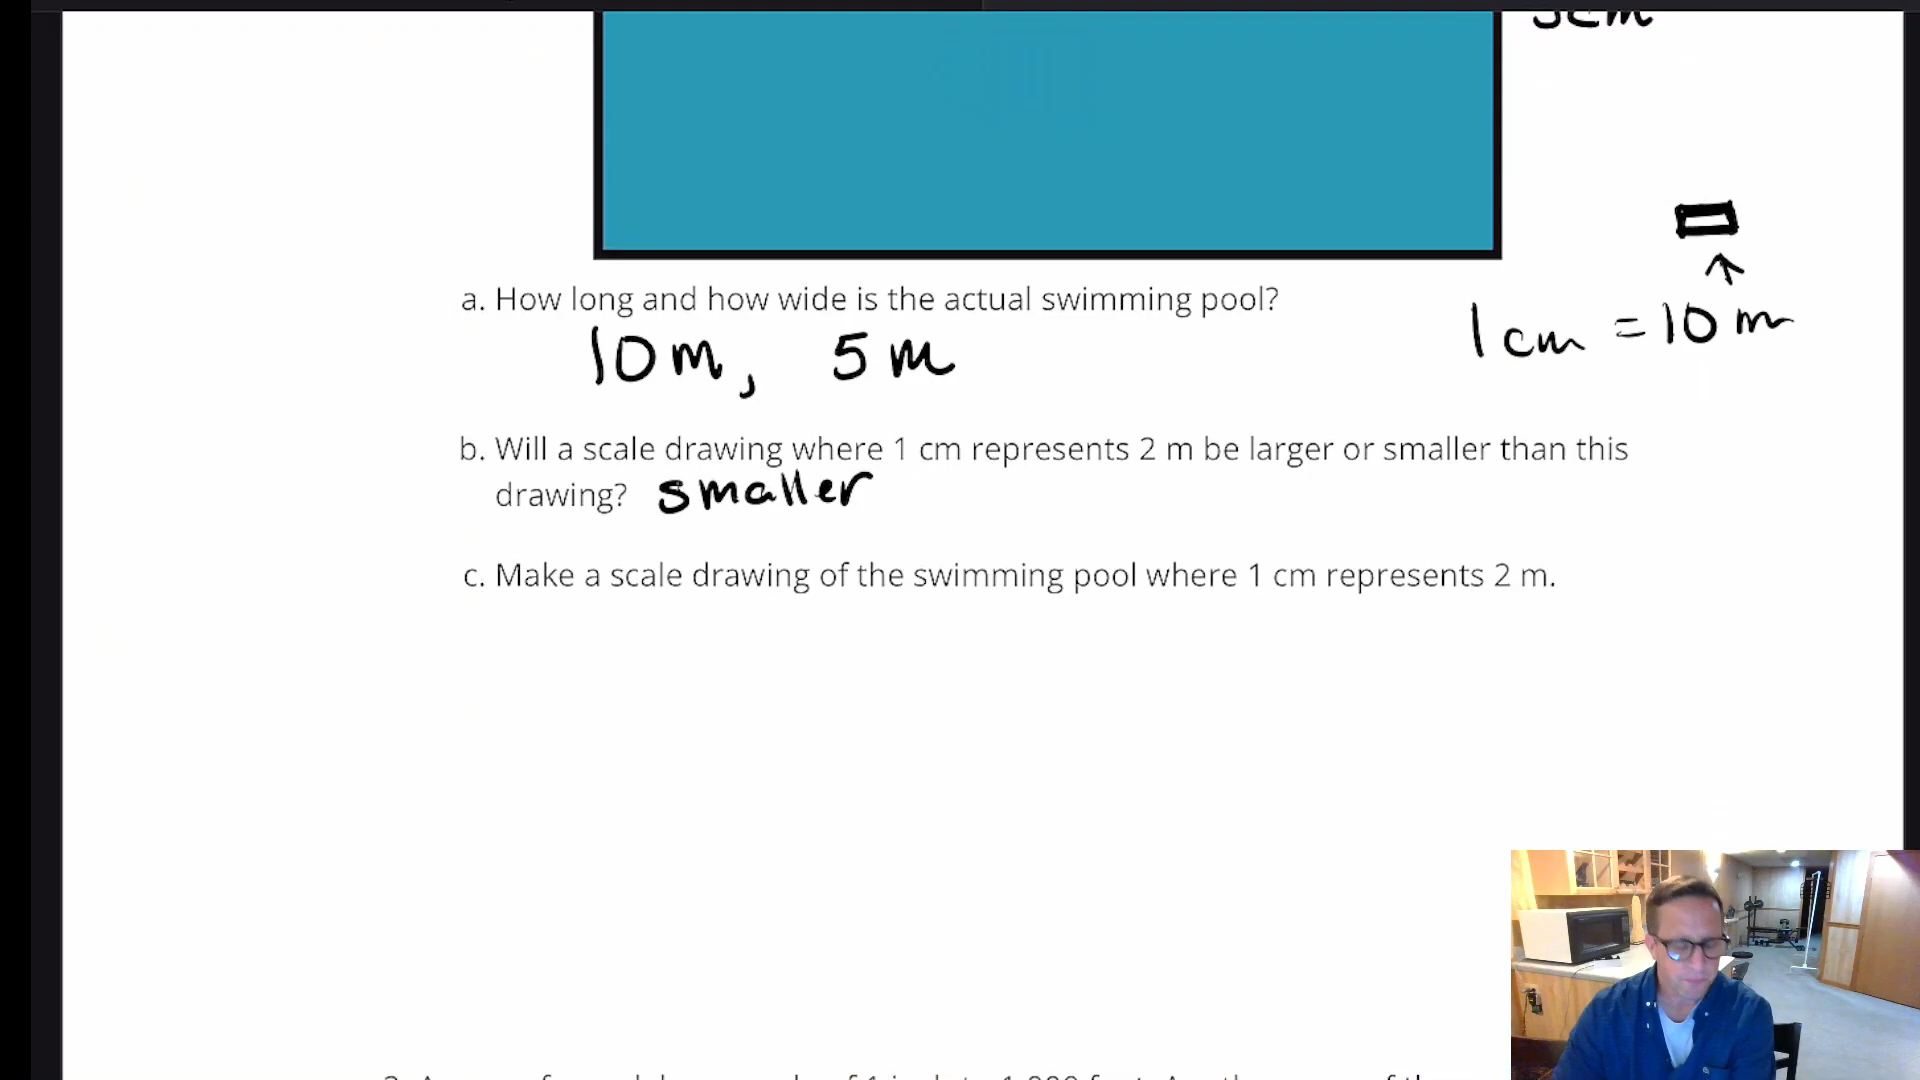 a. How long and how wide is the actual swimming pool?
10 m, 5 m
1 cm = 10 m
b. Will a scale drawing where 1 cm represents 2 m be larger or smaller than this
drawing? smaller
c. Make a scale drawing of the swimming pool where 1 cm represents 2 m.